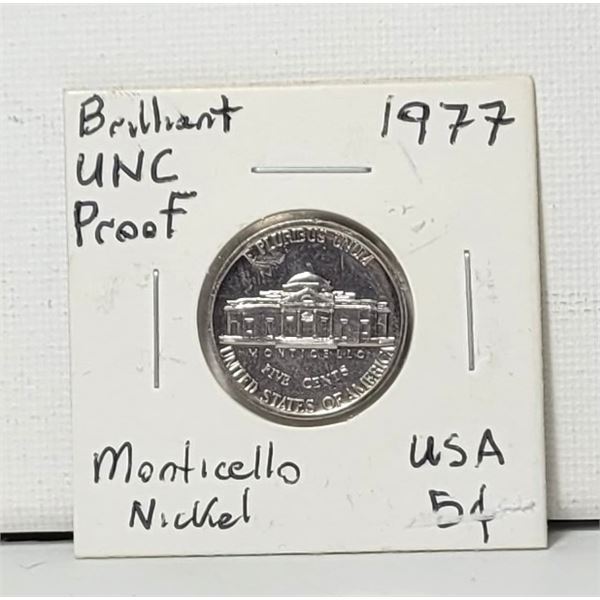 Brilliant
UNC
Proof
1977
E PLURIBUS UNUM
MONTICELLO
FIVE CENTS
UNITED STATES OF AMERICA
Monticello
Nickel
USA
5¢